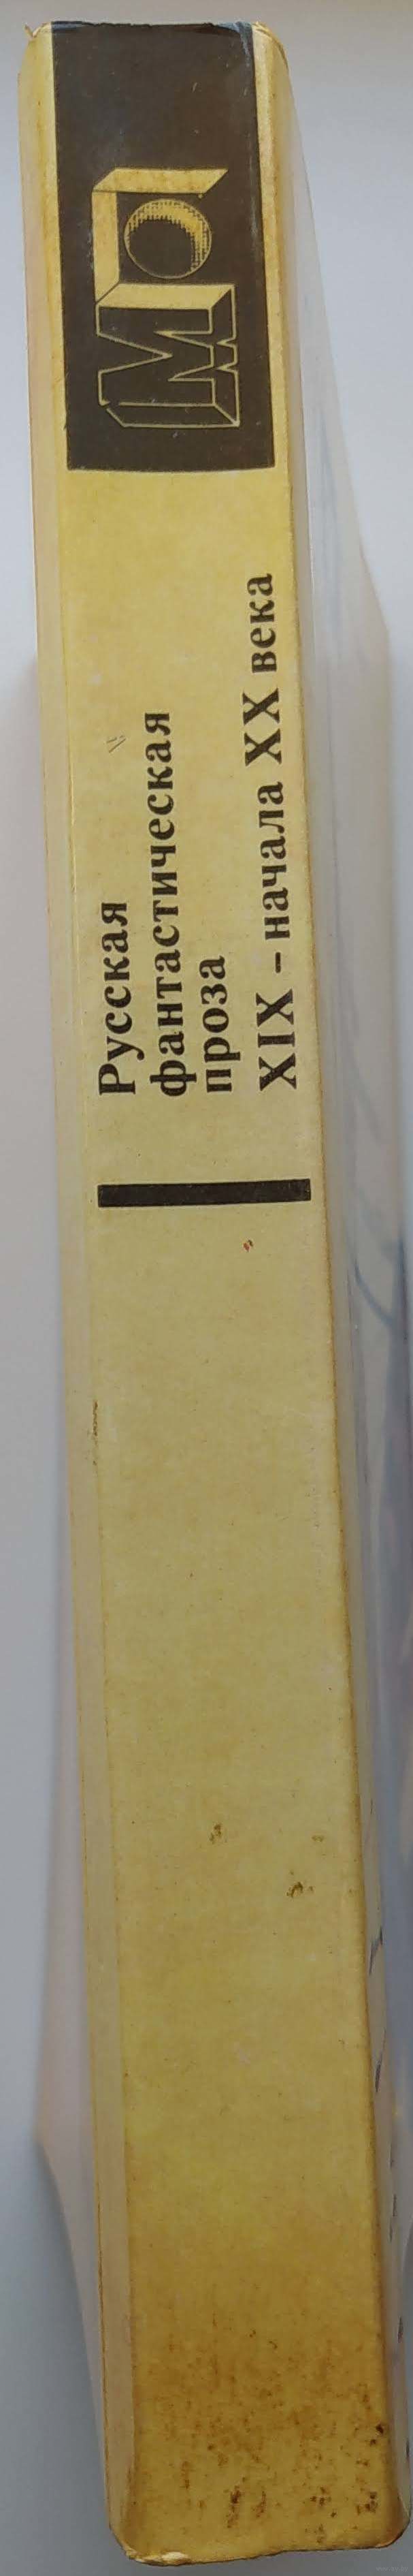 Русская
фантастическая
проза
XIX – начала XX века